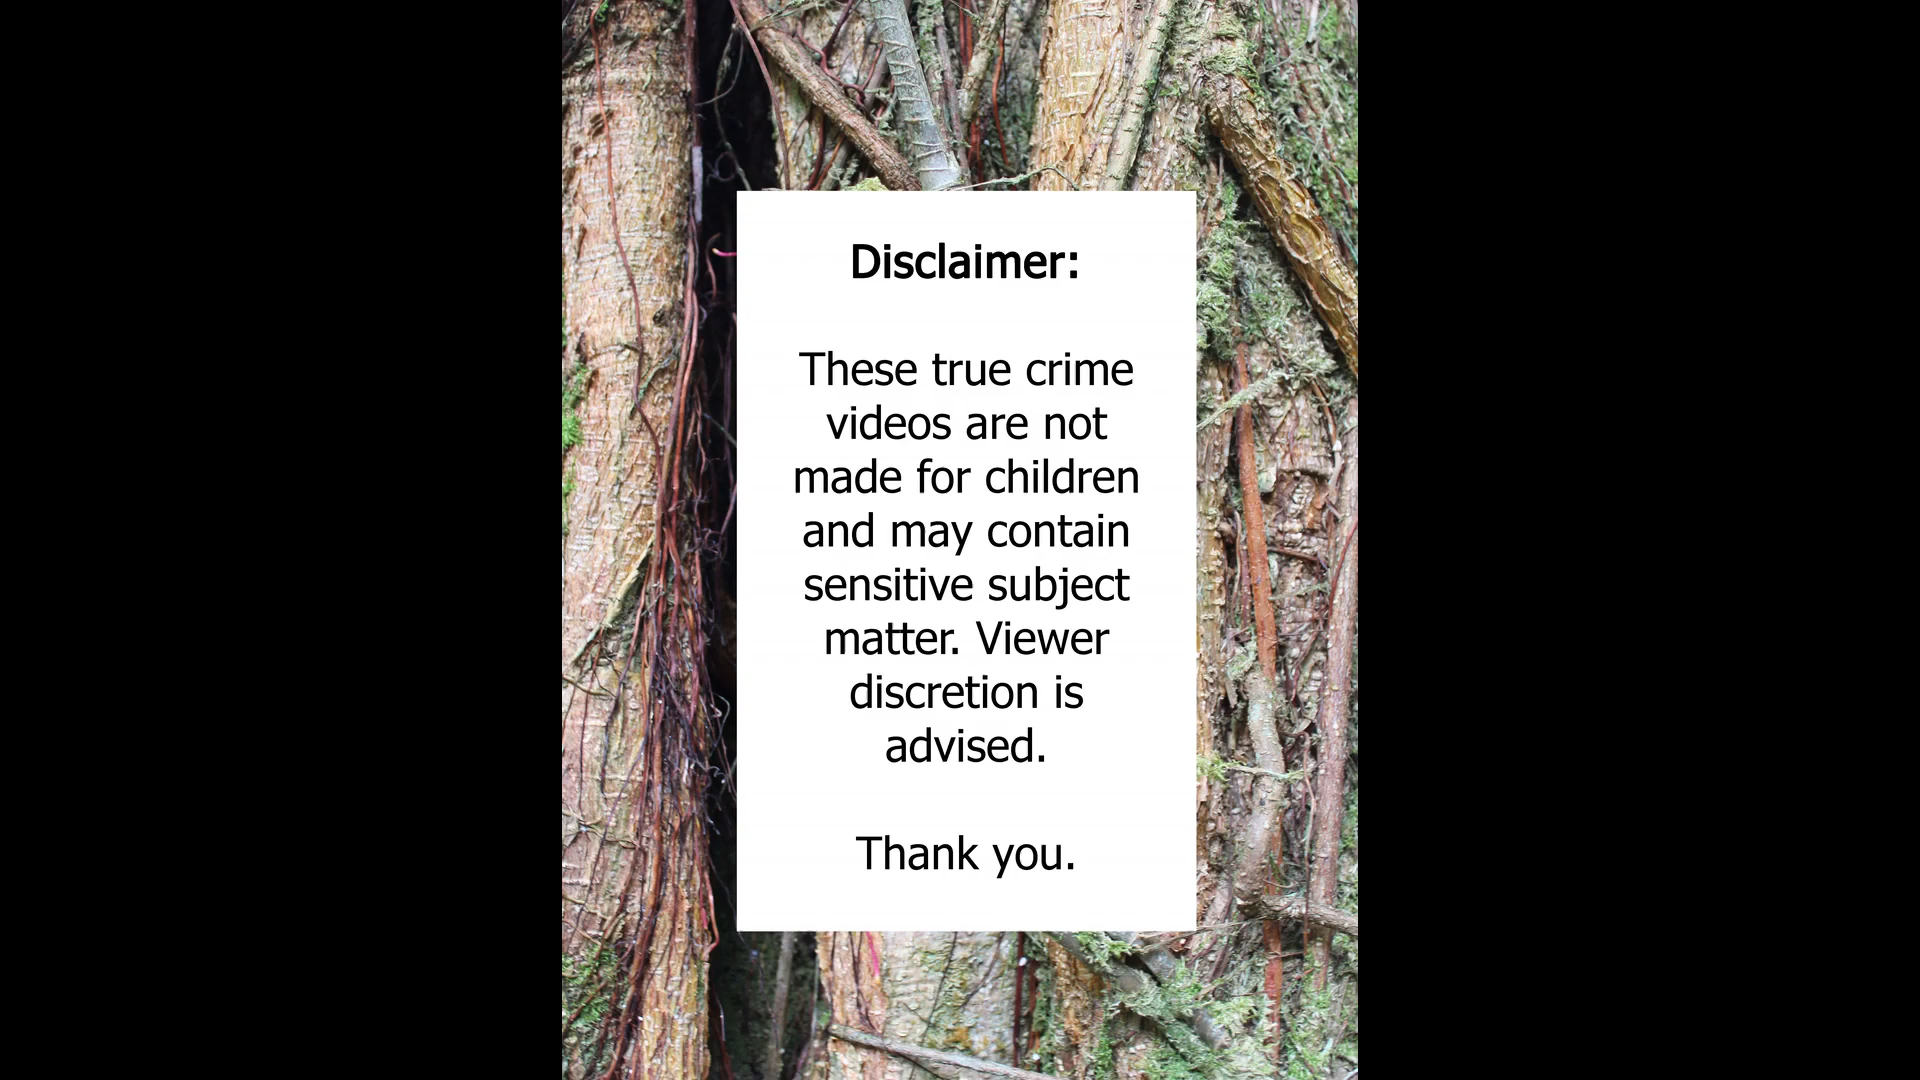 Disclaimer:
These true crime
videos are not
made for children
and may contain
sensitive subject
matter. Viewer
discretion is
advised.
Thank you.